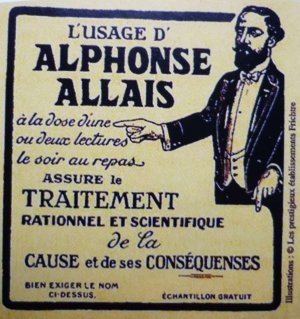 L'USAGE D'
ALPHONSE
ALLAIS
à la dose d'une
ou deux lectures
le soir au repas
ASSURE le
TRAITEMENT
RATIONNEL ET SCIENTIFIQUE
de la
CAUSE et de ses CONSÉQUENSES
BIEN EXIGER LE NOM
CI-DESSUS.
ÉCHANTILLON GRATUIT
Illustrations : © Les prestigieux établissements Frichtre